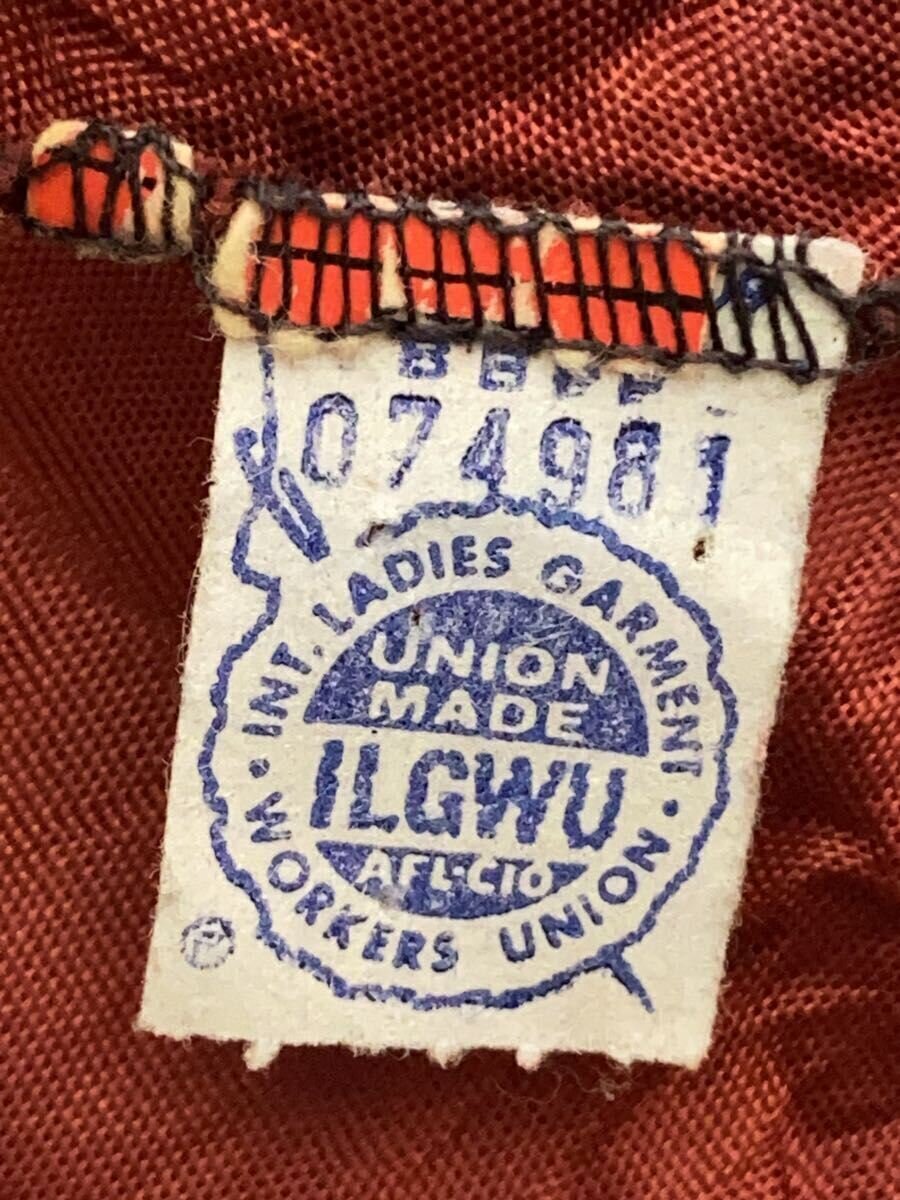 074981
INT. LADIES GARMENT
WORKERS UNION
UNION
MADE
ILGWU
AFL-CIO